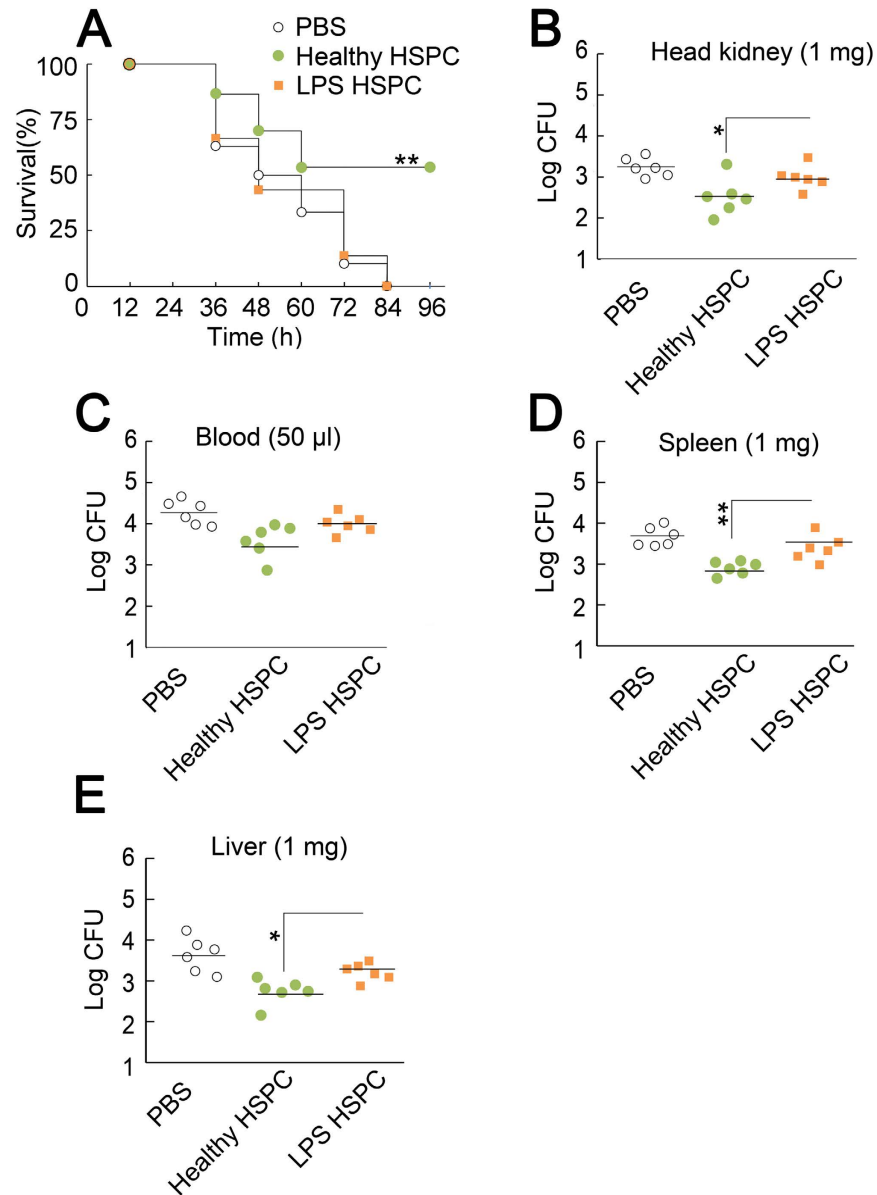 A
PBS
Healthy HSPC
LPS HSPC
Survival(%)
100
75
50
25
0
**
0 12 24 36 48 60 72 84 96
Time (h)
B
Head kidney (1 mg)
Log CFU
6
5
4
3
2
1
*
PBS
Healthy HSPC
LPS HSPC
C
Blood (50 µl)
Log CFU
6
5
4
3
2
1
PBS
Healthy HSPC
LPS HSPC
D
Spleen (1 mg)
Log CFU
6
5
4
3
2
1
**
PBS
Healthy HSPC
LPS HSPC
E
Liver (1 mg)
Log CFU
6
5
4
3
2
1
*
PBS
Healthy HSPC
LPS HSPC